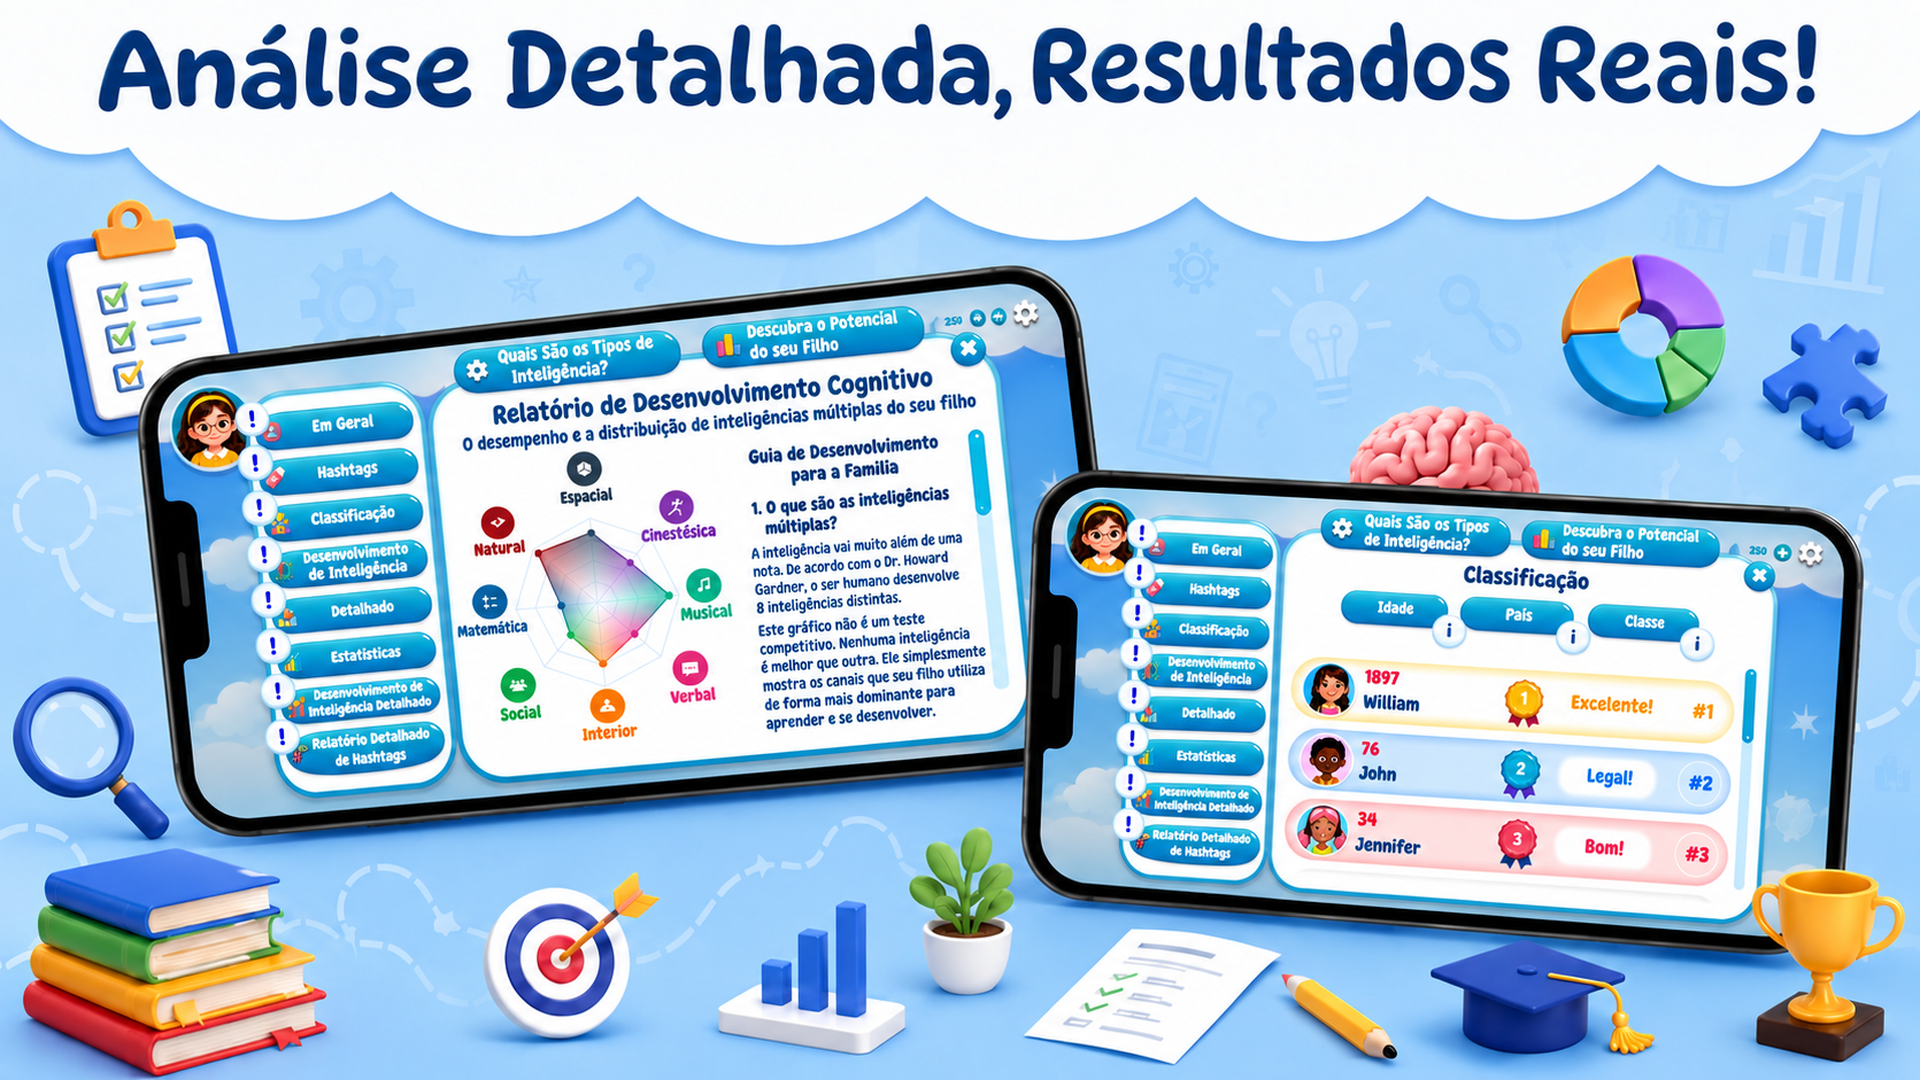 Análise Detalhada, Resultados Reais!
Quais São os Tipos de
Inteligência?
Descubra o Potencial
do seu Filho
250
Em Geral
Hashtags
Classificação
Desenvolvimento
de Inteligência
Detalhado
Estatísticas
Desenvolvimento de
Inteligência Detalhado
Relatório Detalhado
de Hashtags
Relatório de Desenvolvimento Cognitivo
O desempenho e a distribuição de inteligências múltiplas do seu filho
Espacial
Cinestésica
Natural
Musical
Matemática
Verbal
Social
Interior
Guia de Desenvolvimento
para a Familia
1. O que são as inteligências
múltiplas?
A inteligência vai muito além de uma
nota. De acordo com o Dr. Howard
Gardner, o ser humano desenvolve
8 inteligências distintas.
Este gráfico não é um teste
competitivo. Nenhuma inteligência
é melhor que outra. Ele simplesmente
mostra os canais que seu filho utiliza
de forma mais dominante para
aprender e se desenvolver.
Quais São os Tipos
de Inteligência?
Descubra o Potencial
do seu Filho
250
Em Geral
Hashtags
Classificação
Desenvolvimento
de Inteligência
Detalhado
Estatísticas
Desenvolvimento de
Inteligência Detalhado
Relatório Detalhado
de Hashtags
Classificação
Idade
País
Classe
1897
William
1
Excelente!
#1
76
John
2
Legal!
#2
34
Jennifer
3
Bom!
#3